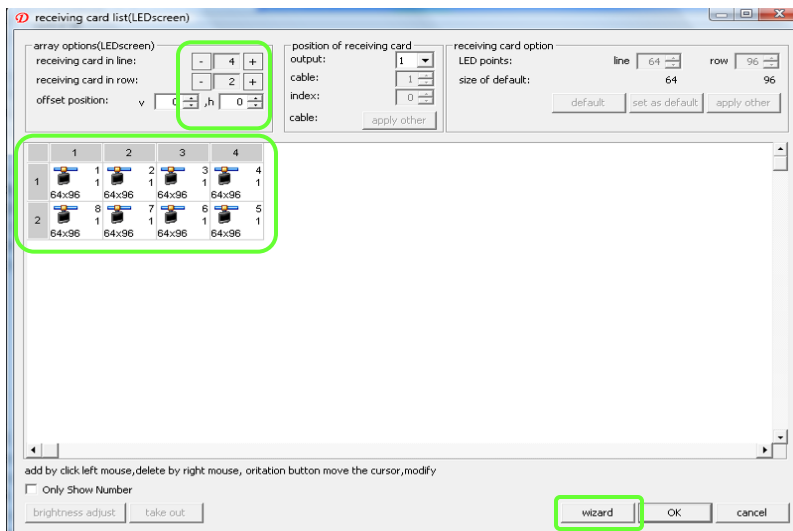 receiving card list(LEDscreen)
array options(LEDscreen)
receiving card in line: - 4 +
receiving card in row: - 2 +
offset position: v 0 ,h 0
position of receiving card
output: 1
cable: 1
index: 0
cable: apply other
receiving card option
LED points: line 64 row 96
size of default: 64 96
default set as default apply other
1 2 3 4
1 1 2 3 4
1 1 1 1
64x96 64x96 64x96 64x96
2 8 7 6 5
1 1 1 1
64x96 64x96 64x96 64x96
add by click left mouse,delete by right mouse, oritation button move the cursor,modify
Only Show Number
brightness adjust take out wizard OK cancel